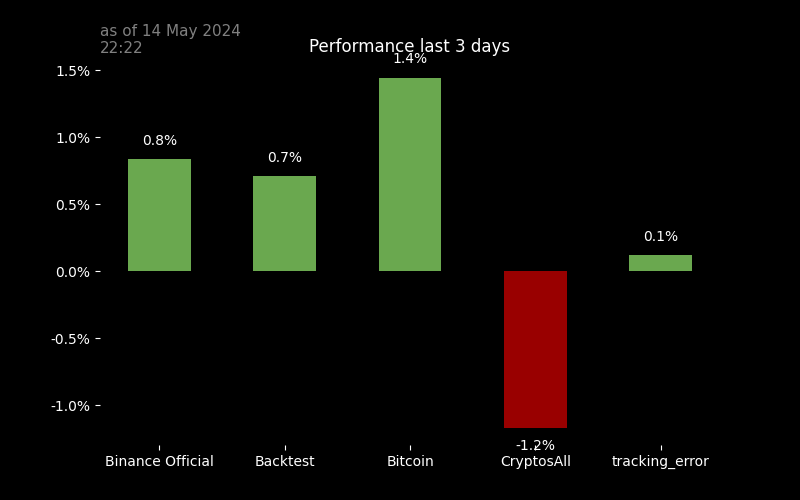 as of 14 May 2024
22:22
Performance last 3 days
1.5%
1.0%
0.5%
0.0%
-0.5%
-1.0%
0.8%
0.7%
1.4%
-1.2%
0.1%
Binance Official
Backtest
Bitcoin
CryptosAll
tracking_error